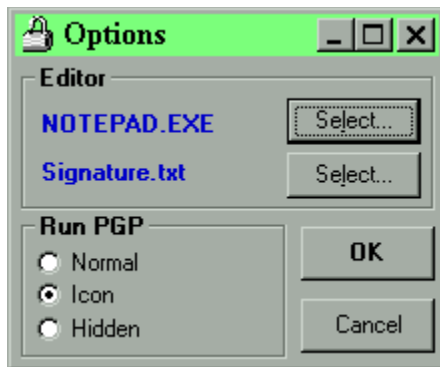 Options
Editor
NOTEPAD.EXE
Select...
Signature.txt
Select...
Run PGP
Normal
Icon
Hidden
OK
Cancel